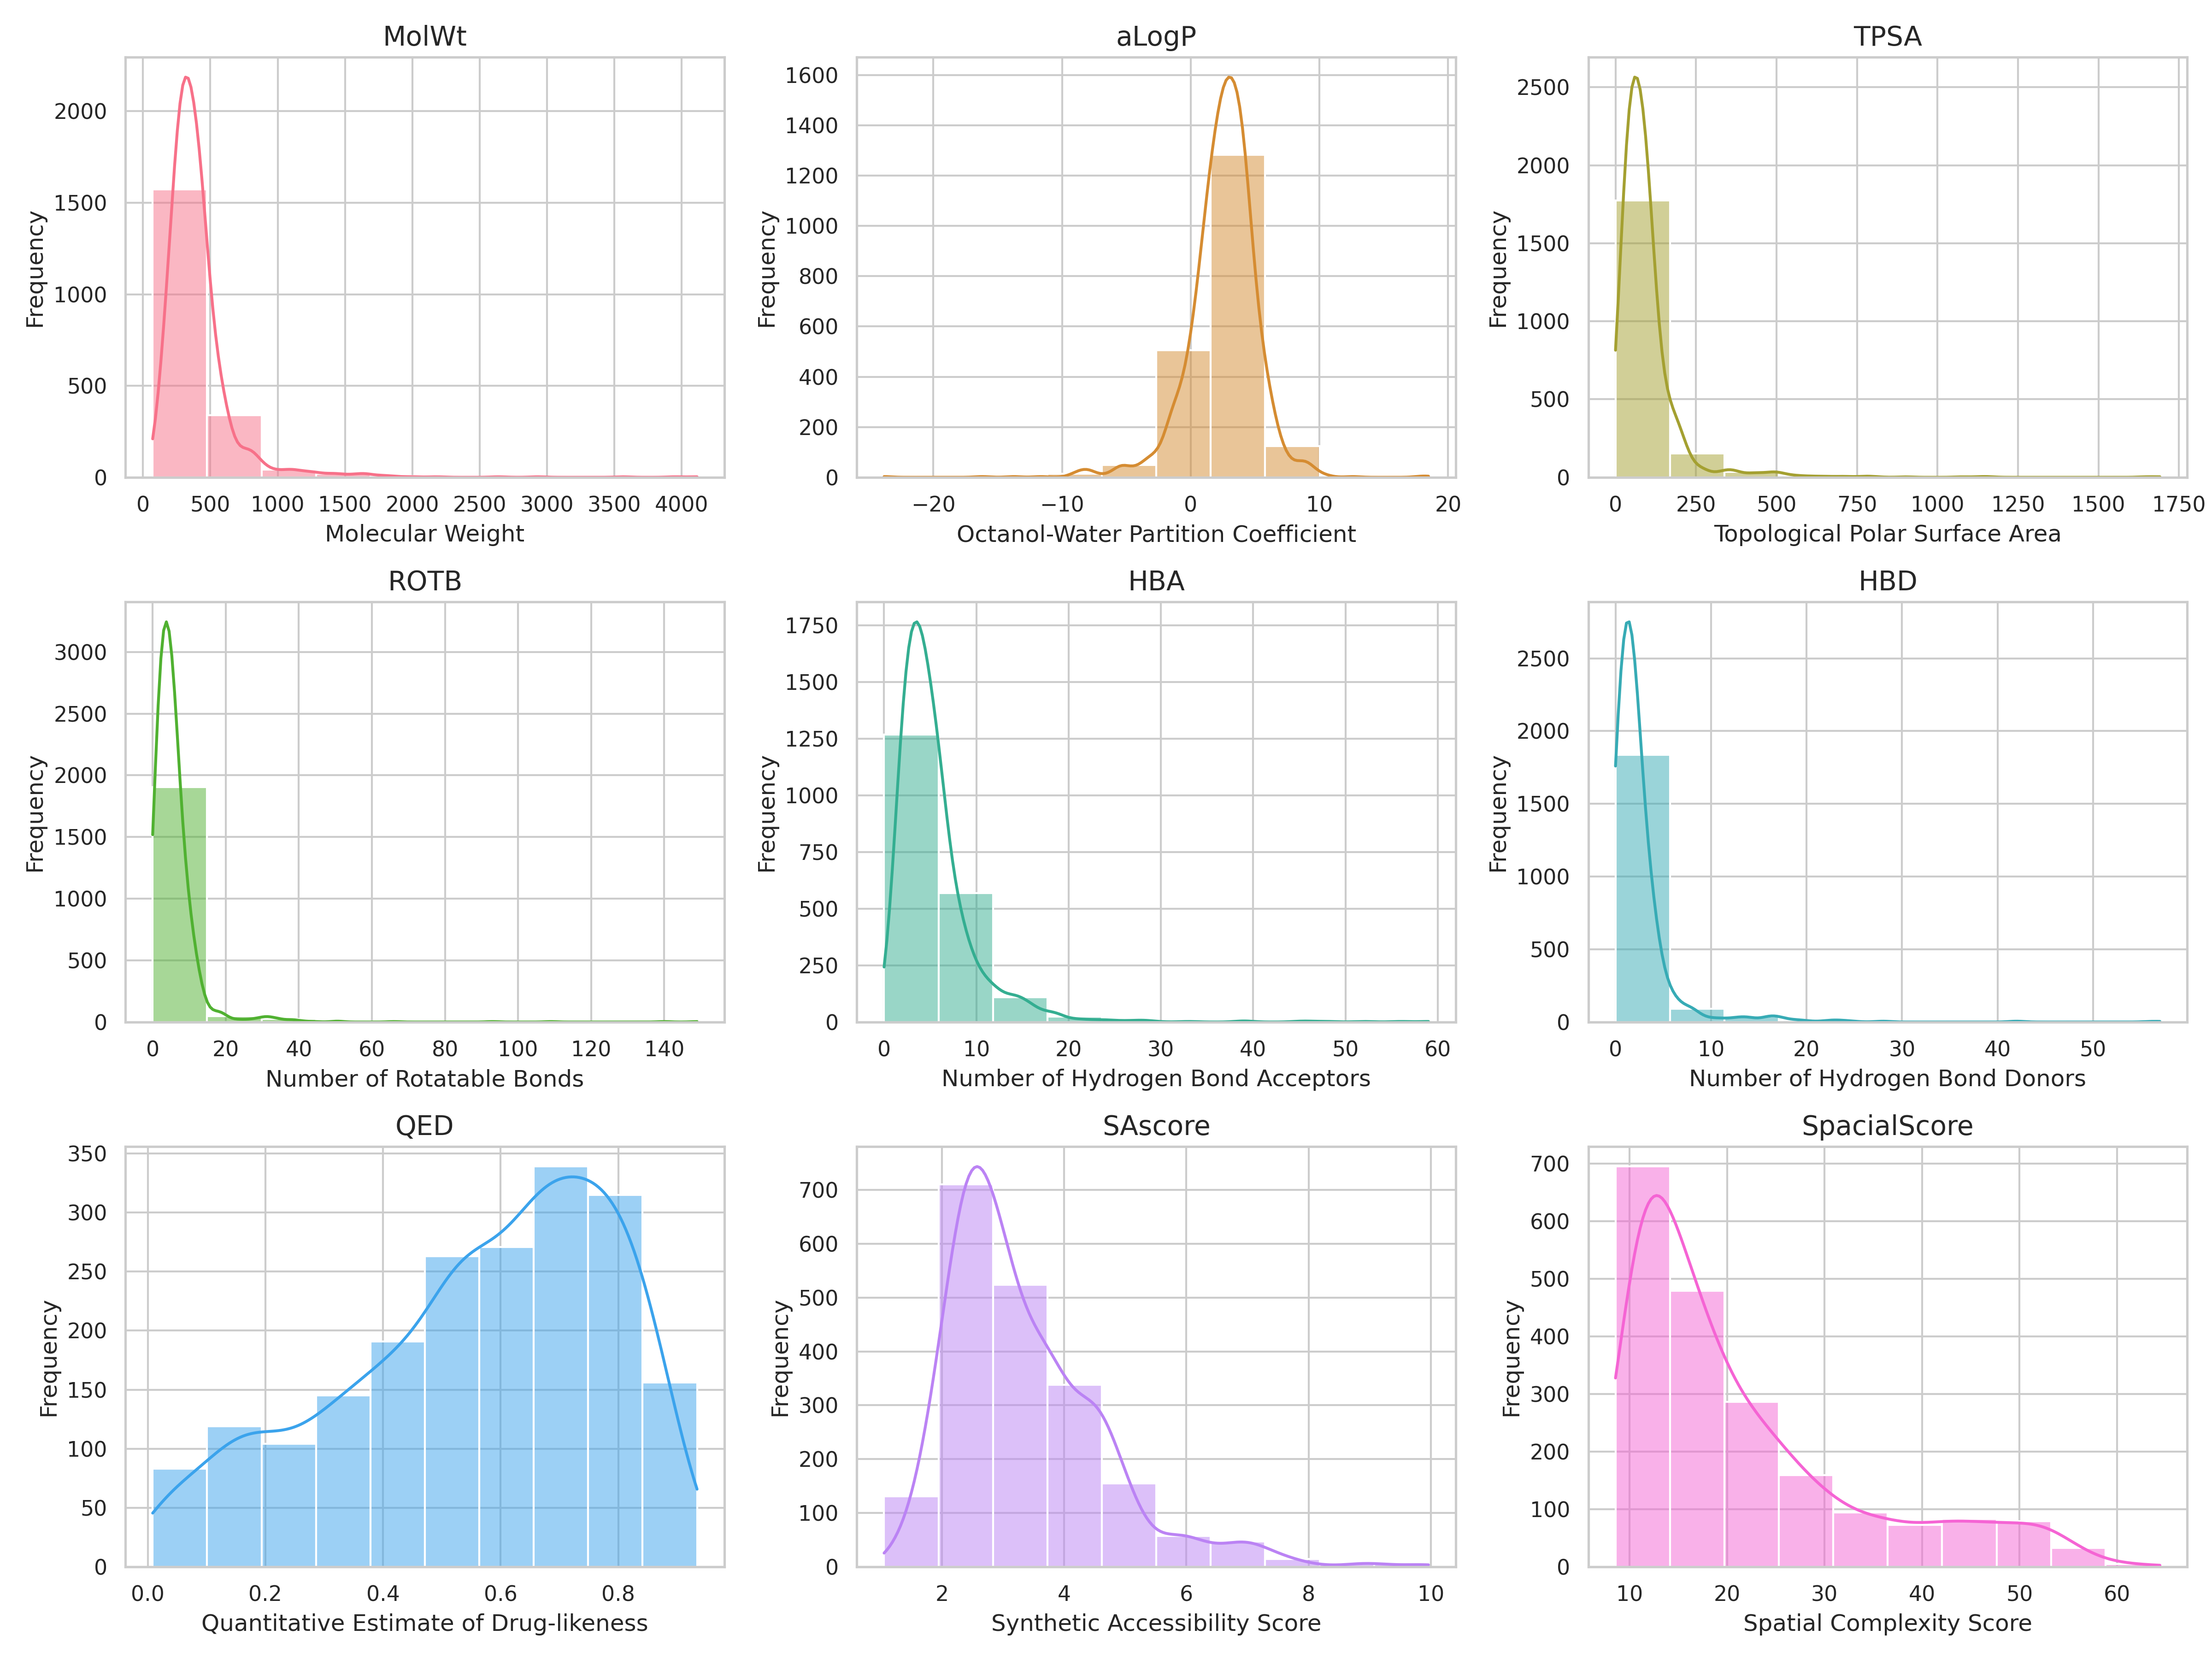 MolWt
Frequency
2000
1500
1000
500
0
0 500 1000 1500 2000 2500 3000 3500 4000
Molecular Weight
aLogP
Frequency
1600
1400
1200
1000
800
600
400
200
0
−20 −10 0 10 20
Octanol-Water Partition Coefficient
TPSA
Frequency
2500
2000
1500
1000
500
0
0 250 500 750 1000 1250 1500 1750
Topological Polar Surface Area
ROTB
Frequency
3000
2500
2000
1500
1000
500
0
0 20 40 60 80 100 120 140
Number of Rotatable Bonds
HBA
Frequency
1750
1500
1250
1000
750
500
250
0
0 10 20 30 40 50 60
Number of Hydrogen Bond Acceptors
HBD
Frequency
2500
2000
1500
1000
500
0
0 10 20 30 40 50
Number of Hydrogen Bond Donors
QED
Frequency
350
300
250
200
150
100
50
0
0.0 0.2 0.4 0.6 0.8
Quantitative Estimate of Drug-likeness
SAscore
Frequency
700
600
500
400
300
200
100
0
2 4 6 8 10
Synthetic Accessibility Score
SpacialScore
Frequency
700
600
500
400
300
200
100
0
10 20 30 40 50 60
Spatial Complexity Score